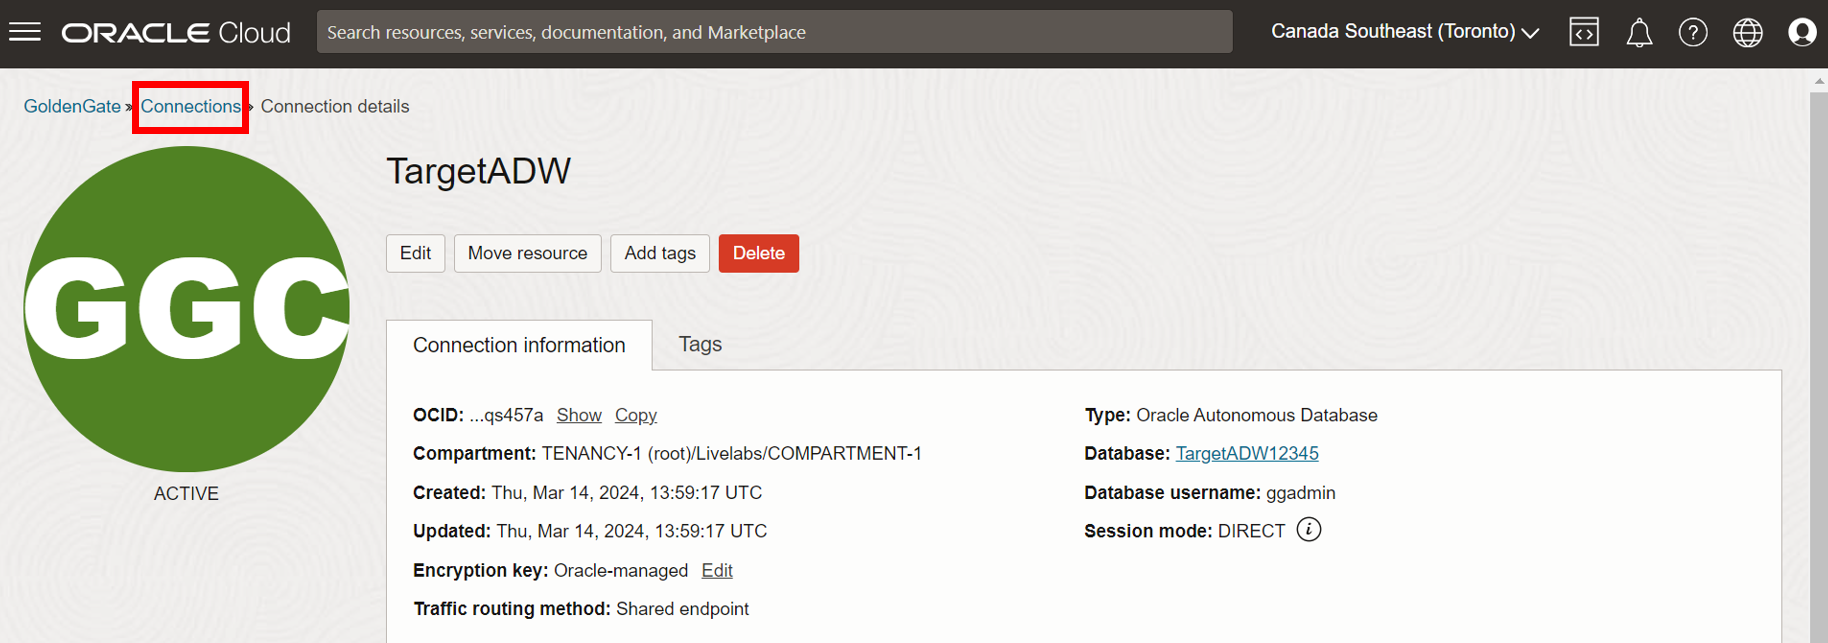 ORACLE Cloud
Search resources, services, documentation, and Marketplace
Canada Southeast (Toronto)
GoldenGate » Connections » Connection details
GGC
ACTIVE
TargetADW
Edit Move resource Add tags Delete
Connection information Tags
OCID: ...qs457a Show Copy
Compartment: TENANCY-1 (root)/Livelabs/COMPARTMENT-1
Created: Thu, Mar 14, 2024, 13:59:17 UTC
Updated: Thu, Mar 14, 2024, 13:59:17 UTC
Encryption key: Oracle-managed Edit
Traffic routing method: Shared endpoint
Type: Oracle Autonomous Database
Database: TargetADW12345
Database username: ggadmin
Session mode: DIRECT